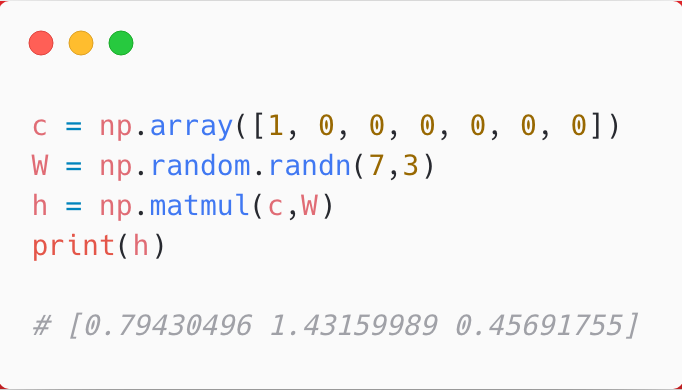 c = np.array([1, 0, 0, 0, 0, 0, 0])
W = np.random.randn(7,3)
h = np.matmul(c,W)
print(h)
# [0.79430496 1.43159989 0.45691755]